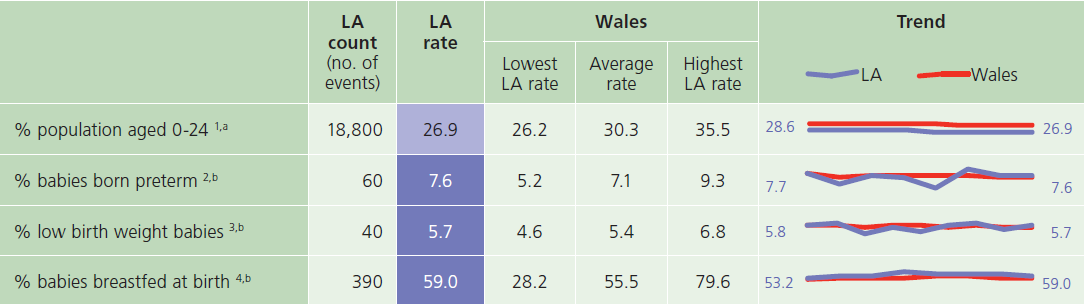 LA count (no. of events) LA rate Wales Trend
Lowest LA rate Average rate Highest LA rate LA Wales
% population aged 0-24 1,a 18,800 26.9 26.2 30.3 35.5 28.6 26.9
% babies born preterm 2,b 60 7.6 5.2 7.1 9.3 7.7 7.6
% low birth weight babies 3,b 40 5.7 4.6 5.4 6.8 5.8 5.7
% babies breastfed at birth 4,b 390 59.0 28.2 55.5 79.6 53.2 59.0